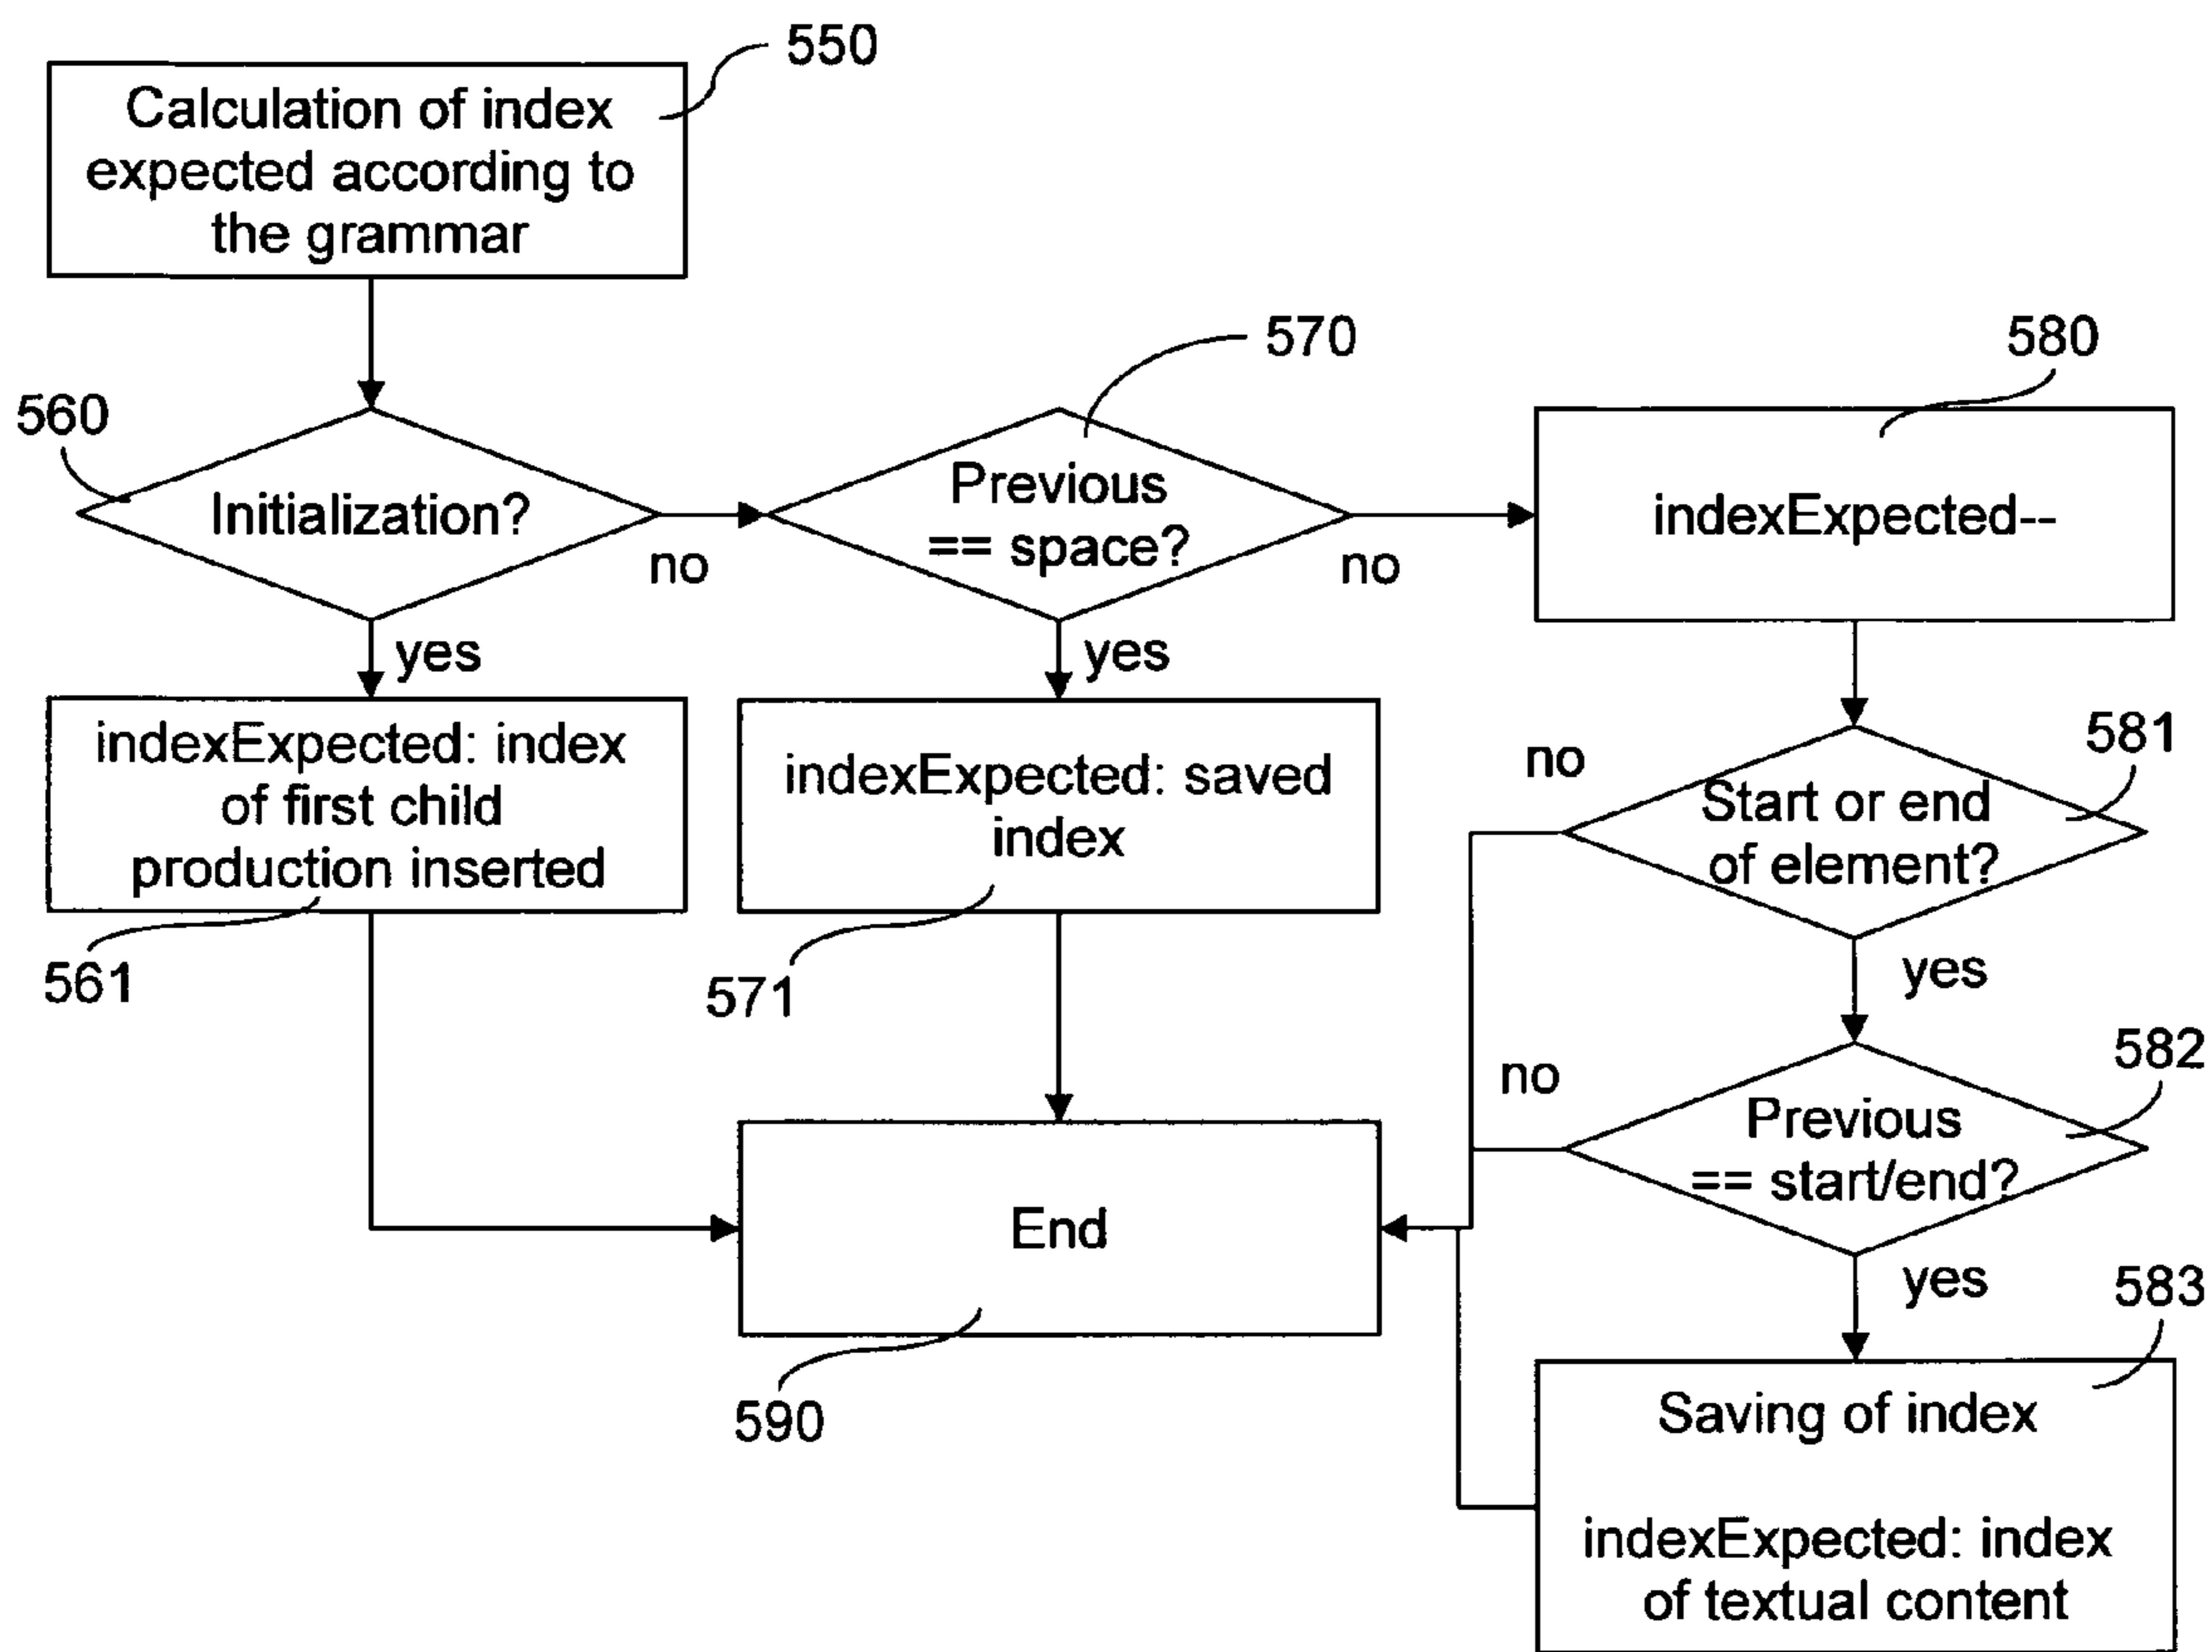 550
Calculation of index
expected according to
the grammar
570
580
560
Initialization?
no
Previous
== space?
no
indexExpected--
yes
yes
indexExpected: index
of first child
production inserted
561
indexExpected: saved
index
571
no
581
Start or end
of element?
yes
582
no
Previous
== start/end?
yes
End
590
583
Saving of index
indexExpected: index
of textual content